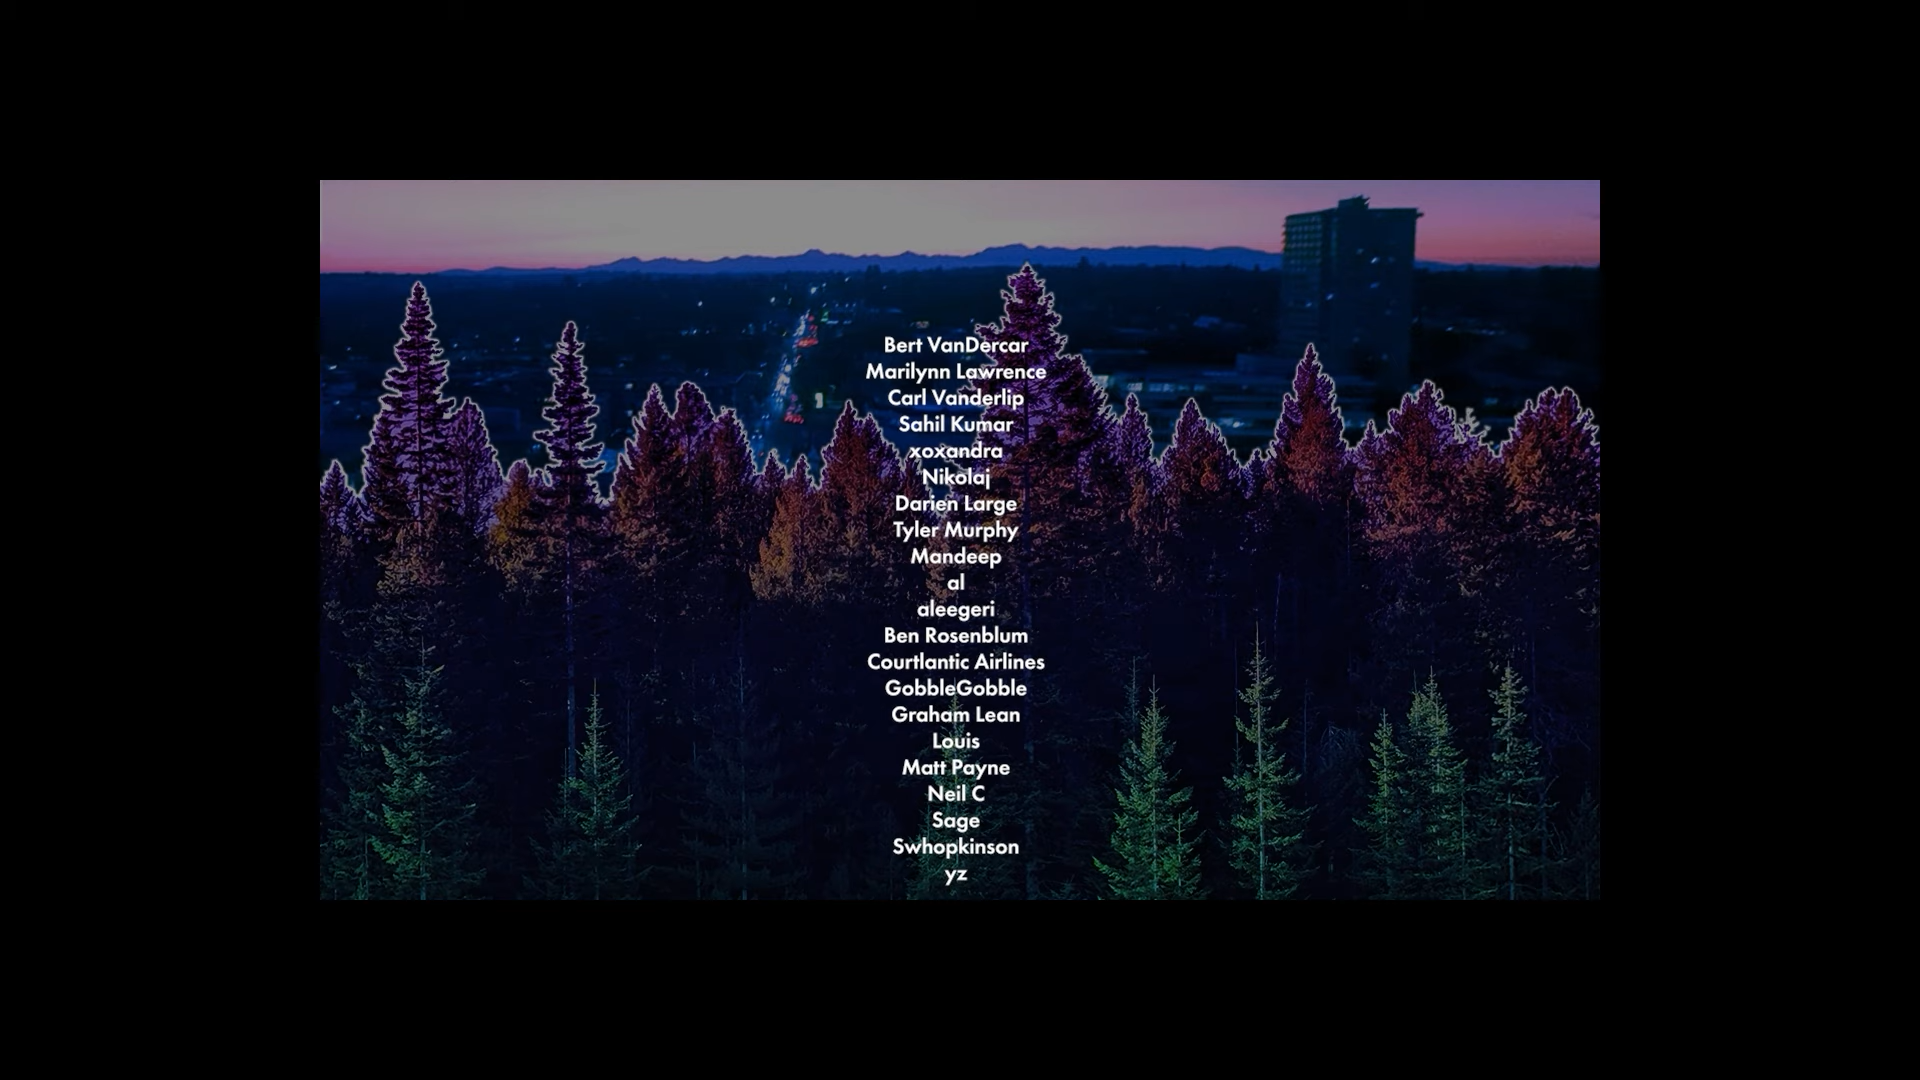 Bert VanDercar
Marilynn Lawrence
Carl Vanderlip
Sahil Kumar
xoxandra
Nikolaj
Darien Large
Tyler Murphy
Mandeep
al
aleegeri
Ben Rosenblum
Courtlantic Airlines
GobbleGobble
Graham Lean
Louis
Matt Payne
Neil C
Sage
Swhopkinson
yz